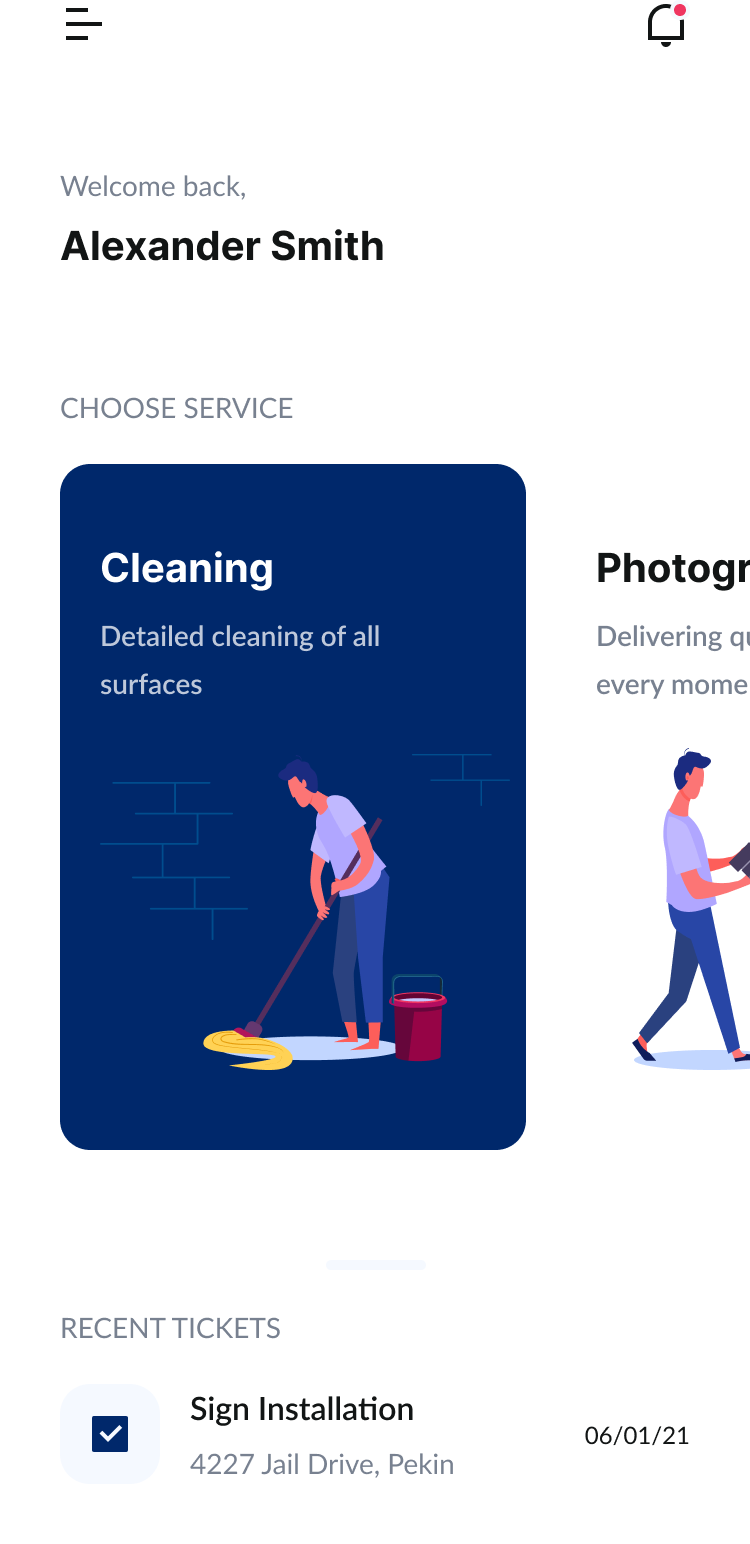 Welcome back,
Alexander Smith
CHOOSE SERVICE
Cleaning
Detailed cleaning of all
surfaces
Photogr
Delivering qu
every mome
RECENT TICKETS
Sign Installation
4227 Jail Drive, Pekin
06/01/21